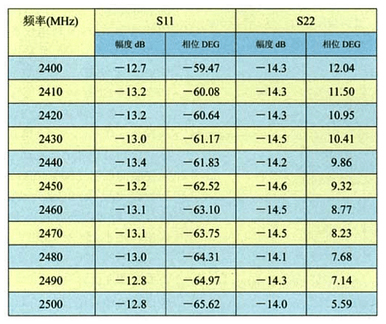 频率(MHz) S11 S22
幅度 dB 相位 DEG 幅度 dB 相位 DEG
2400 －12.7 －59.47 －14.3 12.04
2410 －13.2 －60.08 －14.3 11.50
2420 －13.2 －60.64 －14.3 10.95
2430 －13.0 －61.17 －14.5 10.41
2440 －13.4 －61.83 －14.2 9.86
2450 －13.2 －62.52 －14.6 9.32
2460 －13.1 －63.10 －14.5 8.77
2470 －13.1 －63.75 －14.5 8.23
2480 －13.0 －64.31 －14.1 7.68
2490 －12.8 －64.97 －14.3 7.14
2500 －12.8 －65.62 －14.0 5.59